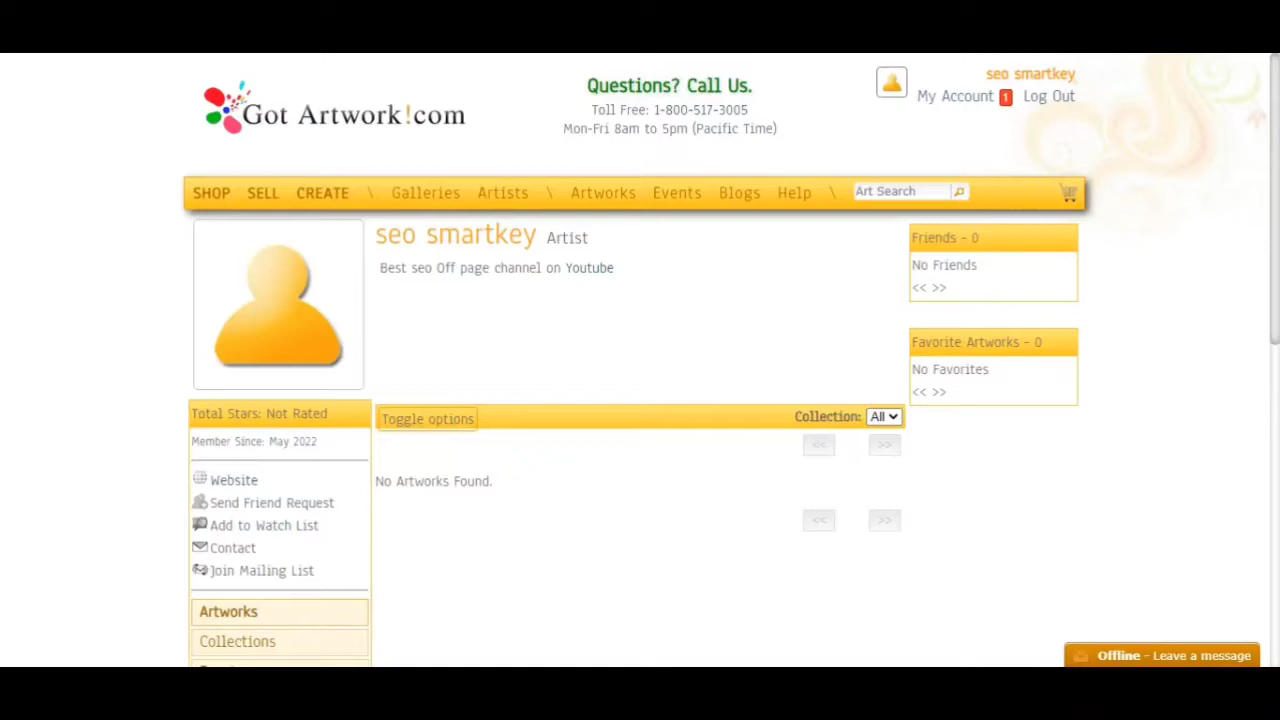 Got Artwork!com
Questions? Call Us.
Toll Free: 1-800-517-3005
Mon-Fri 8am to 5pm (Pacific Time)
seo smartkey
My Account 1 Log Out
SHOP SELL CREATE \ Galleries Artists \ Artworks Events Blogs Help \ Art Search
seo smartkey Artist
Best seo Off page channel on Youtube
Friends - 0
No Friends
<< >>
Favorite Artworks - 0
No Favorites
<< >>
Total Stars: Not Rated
Member Since: May 2022
Website
Send Friend Request
Add to Watch List
Contact
Join Mailing List
Artworks
Collections
Toggle options
Collection: All
<< >>
No Artworks Found.
<< >>
Offline - Leave a message